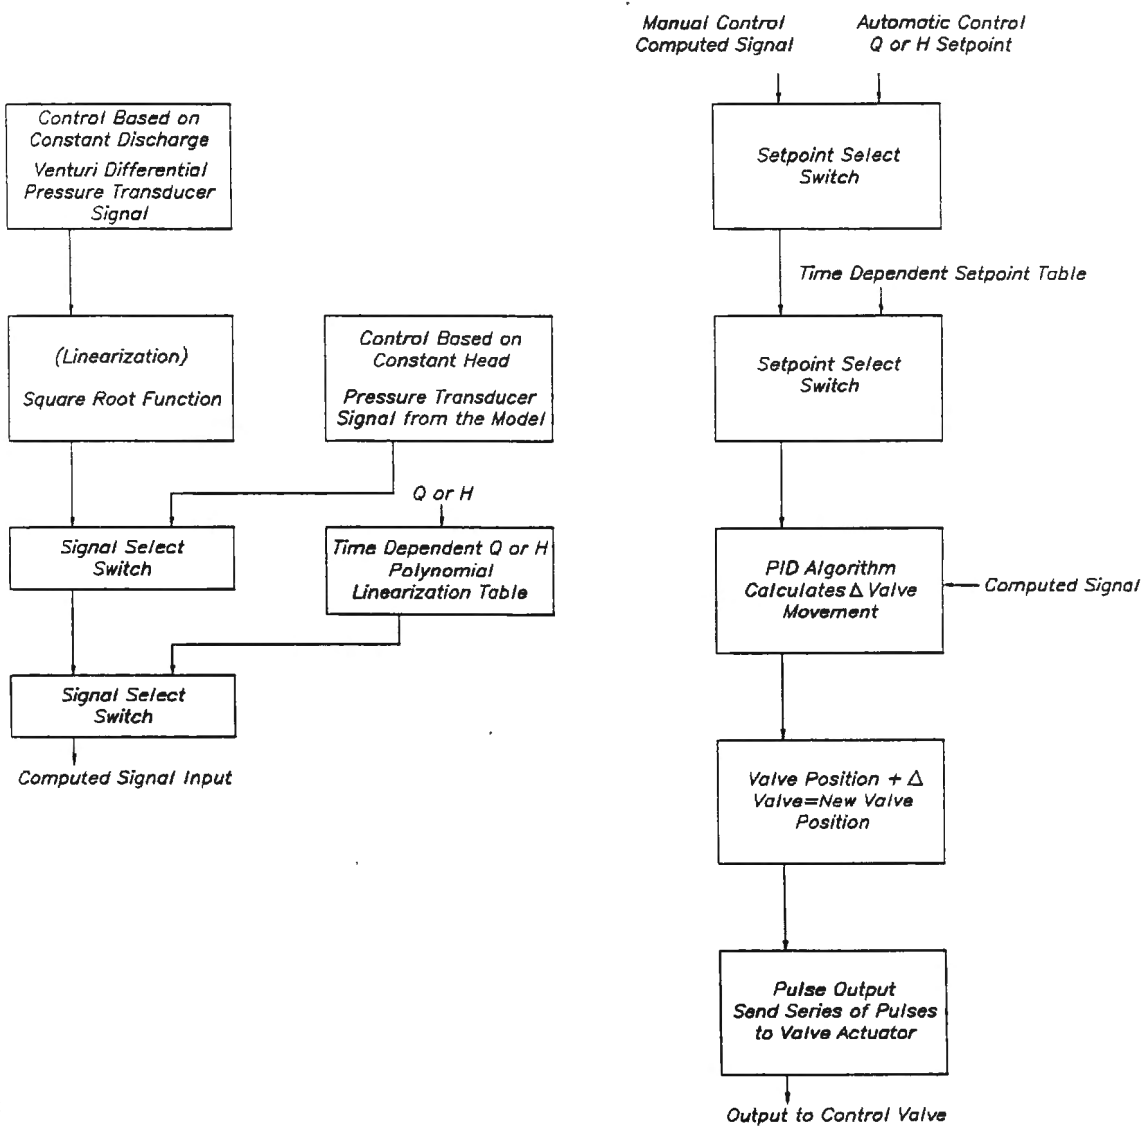 Control Based on
Constant Discharge
Venturi Differential
Pressure Transducer
Signal
(Linearization)
Square Root Function
Control Based on
Constant Head
Pressure Transducer
Signal from the Model
Q or H
Signal Select
Switch
Time Dependent Q or H
Polynomial
Linearization Table
Signal Select
Switch
Computed Signal Input
Manual Control
Computed Signal
Automatic Control
Q or H Setpoint
Setpoint Select
Switch
Time Dependent Setpoint Table
Setpoint Select
Switch
PID Algorithm
Calculates Δ Valve
Movement
Computed Signal
Valve Position + Δ
Valve=New Valve
Position
Pulse Output
Send Series of Pulses
to Valve Actuator
Output to Control Valve